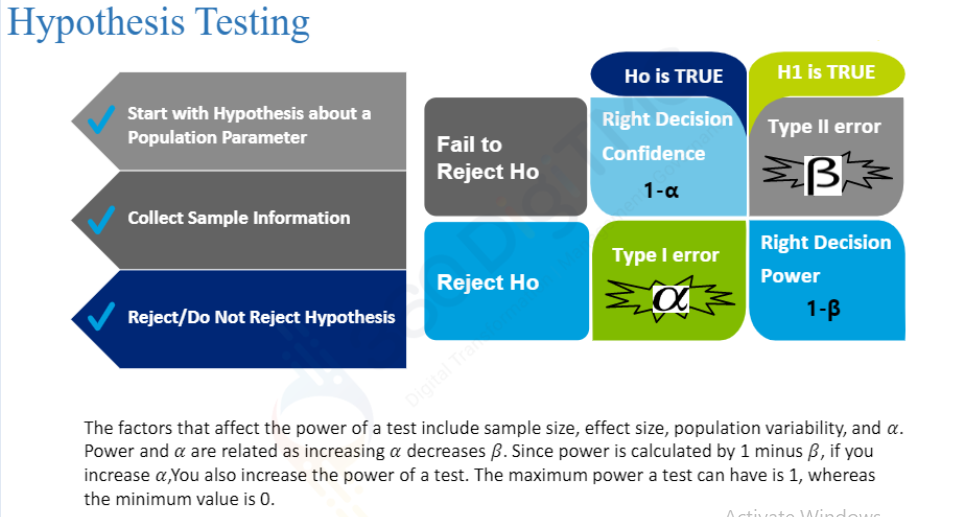 Hypothesis Testing
Start with Hypothesis about a
Population Parameter
Collect Sample Information
Reject/Do Not Reject Hypothesis
Ho is TRUE
H1 is TRUE
Fail to
Reject Ho
Right Decision
Confidence
1-α
Type II error
β
Reject Ho
Type I error
α
Right Decision
Power
1-β
The factors that affect the power of a test include sample size, effect size, population variability, and α.
Power and α are related as increasing α decreases β. Since power is calculated by 1 minus β, if you
increase α,You also increase the power of a test. The maximum power a test can have is 1, whereas
the minimum value is 0.
Activate Windows